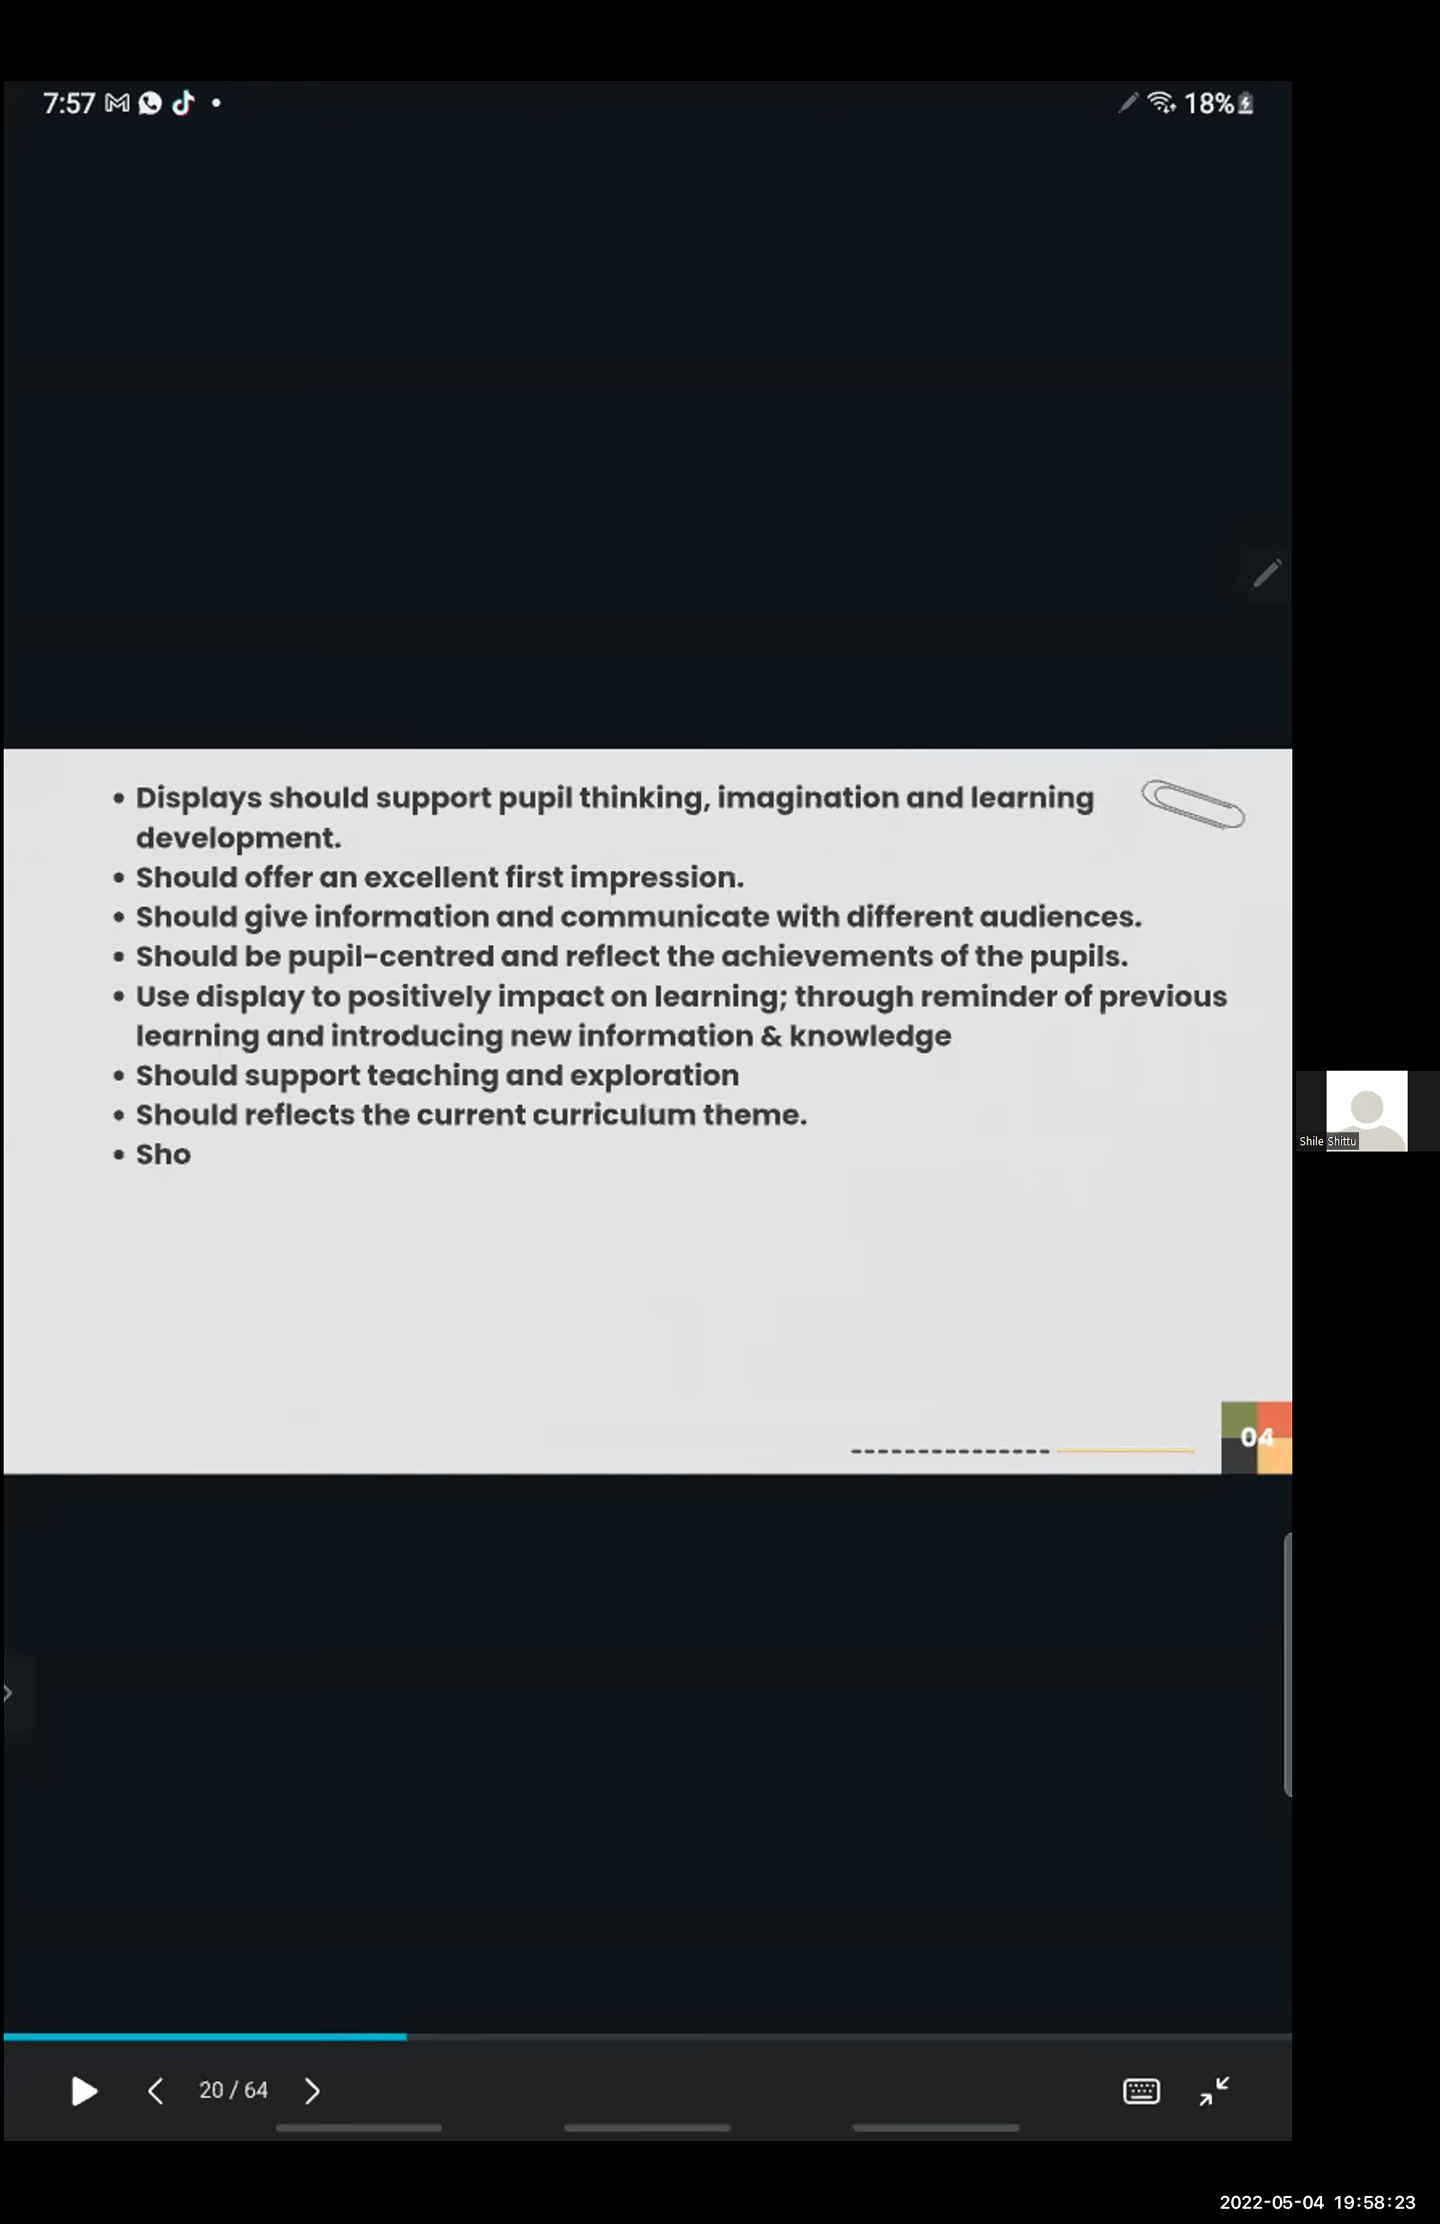 7:57
18%
• Displays should support pupil thinking, imagination and learning
development.
• Should offer an excellent first impression.
• Should give information and communicate with different audiences.
• Should be pupil-centred and reflect the achievements of the pupils.
• Use display to positively impact on learning; through reminder of previous
learning and introducing new information & knowledge
• Should support teaching and exploration
• Should reflects the current curriculum theme.
• Sho
Shile Shittu
04
20 / 64
2022-05-04 19:58:23